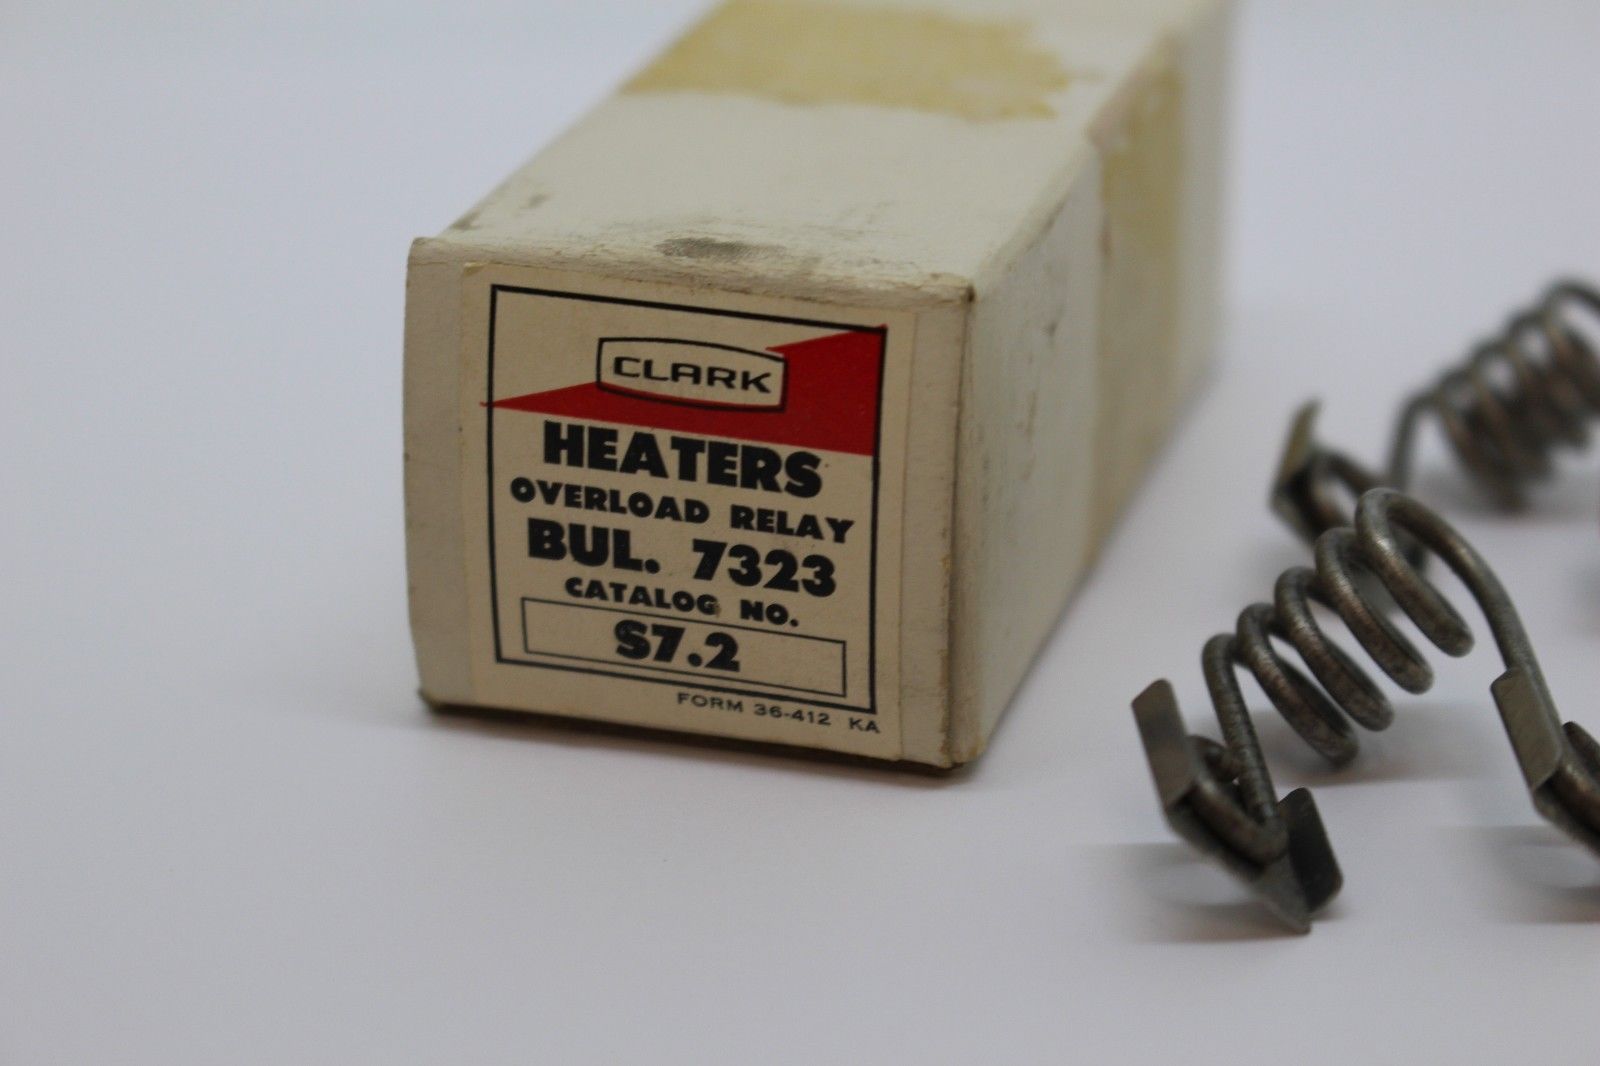 CLARK
HEATERS
OVERLOAD RELAY
BUL. 7323
CATALOG NO.
S7.2
FORM 36-412 KA